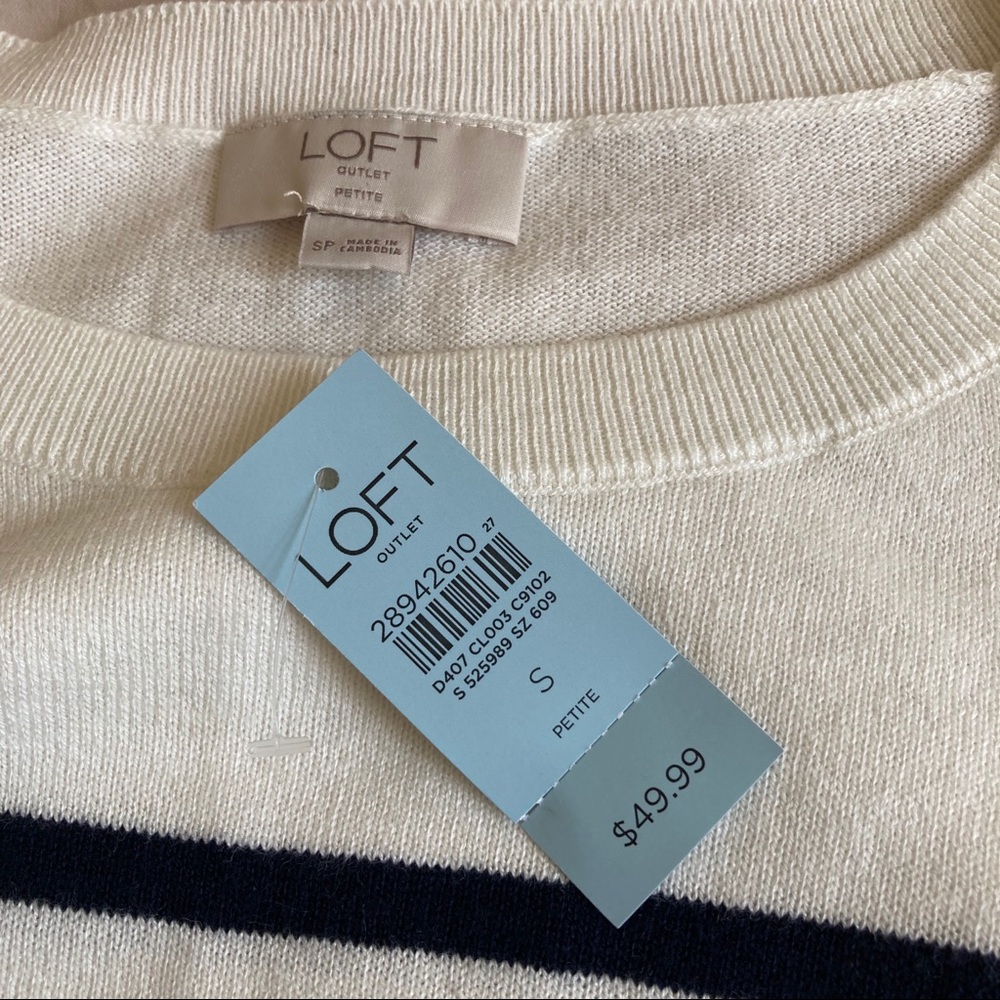 LOFT
OUTLET
PETITE
SP MADE IN
CAMBODIA
LOFT
OUTLET
28942610 27
D407 CL003 C9102
S 525989 SZ 609
S
PETITE
$49.99